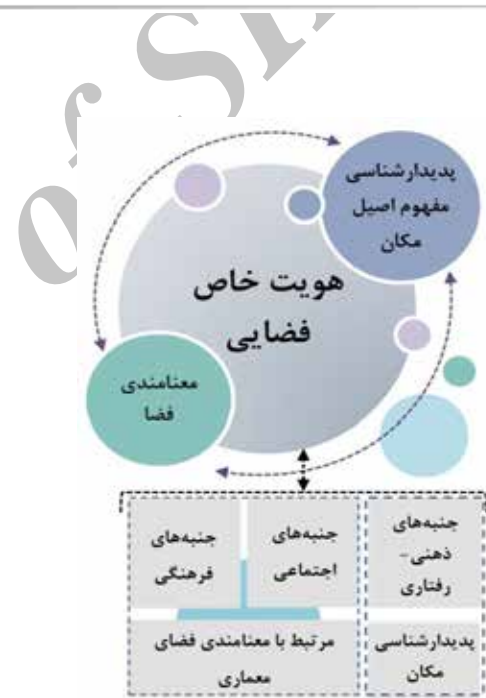 پدیدارشناسی
مفهوم اصیل
مکان
هویت خاص
فضایی
معنامندی
فضا
جنبه‌های
ذهنی-
رفتاری
جنبه‌های
اجتماعی
جنبه‌های
فرهنگی
پدیدارشناسی
مکان
مرتبط با معنامندی فضای
معماری